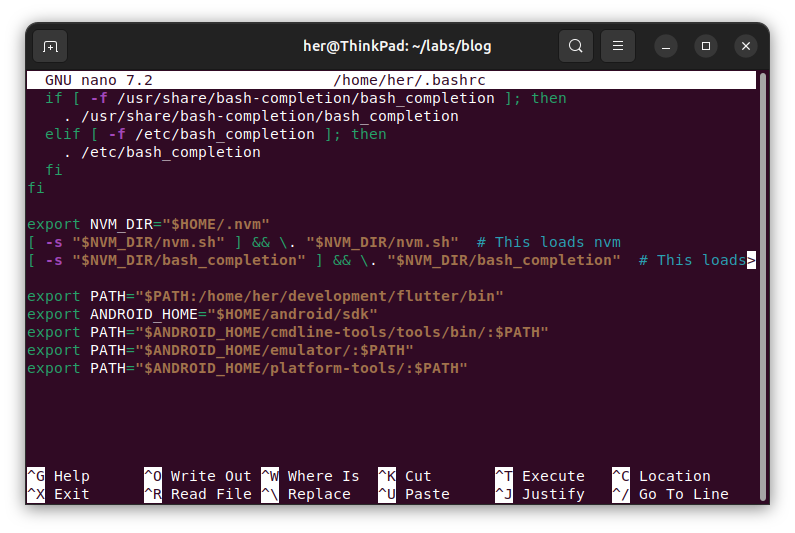 her@ThinkPad: ~/labs/blog
GNU nano 7.2 /home/her/.bashrc
if [ -f /usr/share/bash-completion/bash_completion ]; then
. /usr/share/bash-completion/bash_completion
elif [ -f /etc/bash_completion ]; then
. /etc/bash_completion
fi
fi
export NVM_DIR="$HOME/.nvm"
[ -s "$NVM_DIR/nvm.sh" ] && \. "$NVM_DIR/nvm.sh"  # This loads nvm
[ -s "$NVM_DIR/bash_completion" ] && \. "$NVM_DIR/bash_completion"  # This loads>
export PATH="$PATH:/home/her/development/flutter/bin"
export ANDROID_HOME="$HOME/android/sdk"
export PATH="$ANDROID_HOME/cmdline-tools/tools/bin/:$PATH"
export PATH="$ANDROID_HOME/emulator/:$PATH"
export PATH="$ANDROID_HOME/platform-tools/:$PATH"
^G Help ^O Write Out ^W Where Is ^K Cut ^T Execute ^C Location
^X Exit ^R Read File ^\ Replace ^U Paste ^J Justify ^/ Go To Line